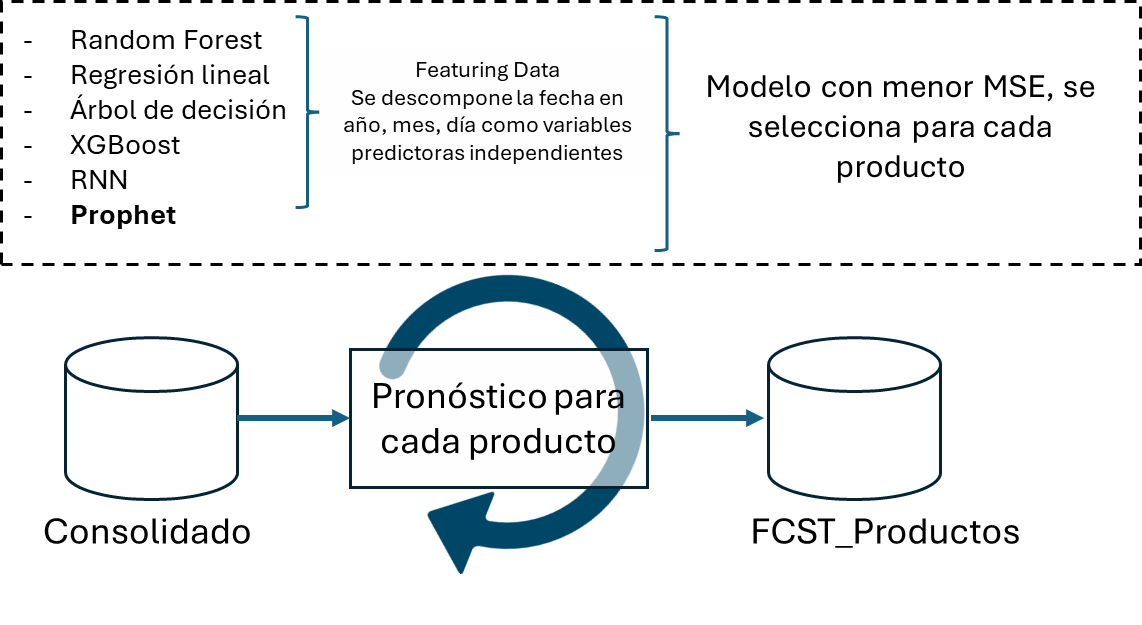 - Random Forest
- Regresión lineal
- Árbol de decisión
- XGBoost
- RNN
- Prophet
Featuring Data
Se descompone la fecha en
año, mes, día como variables
predictoras independientes
Modelo con menor MSE, se
selecciona para cada
producto
Pronóstico para
cada producto
Consolidado
FCST_Productos